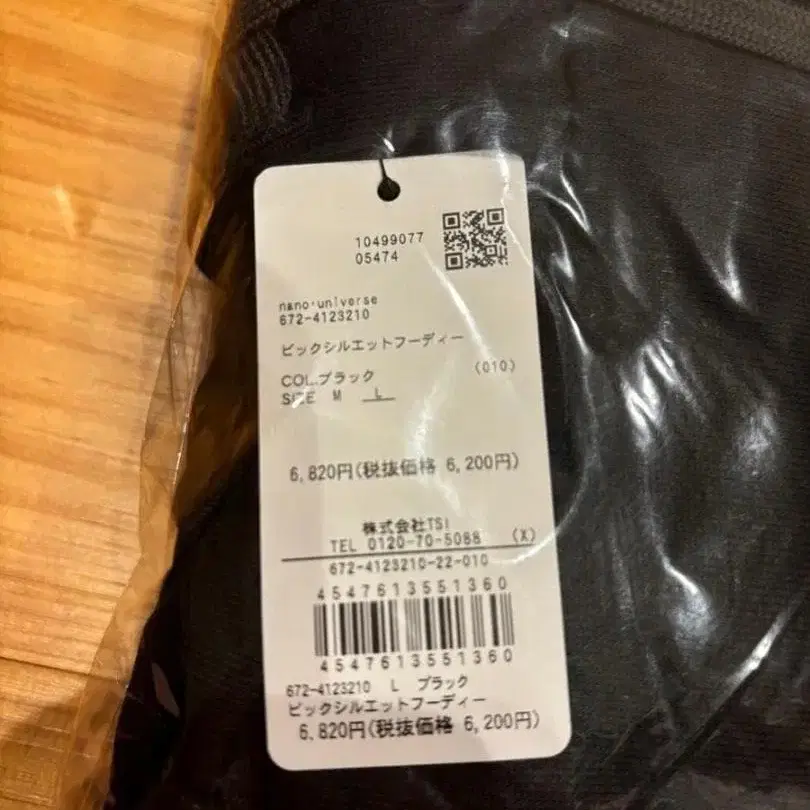 10499077
05474
nano・universe
672-4123210
ビックシルエットフーディー
COL.ブラック (010)
SIZE M L
6,820円(税抜価格 6,200円)
株式会社TSI
TEL 0120-70-5088 (X)
672-4123210-22-010
4547613551360
4547613551360
672-4123210 L ブラック
ビックシルエットフーディー
6,820円(税抜価格 6,200円)